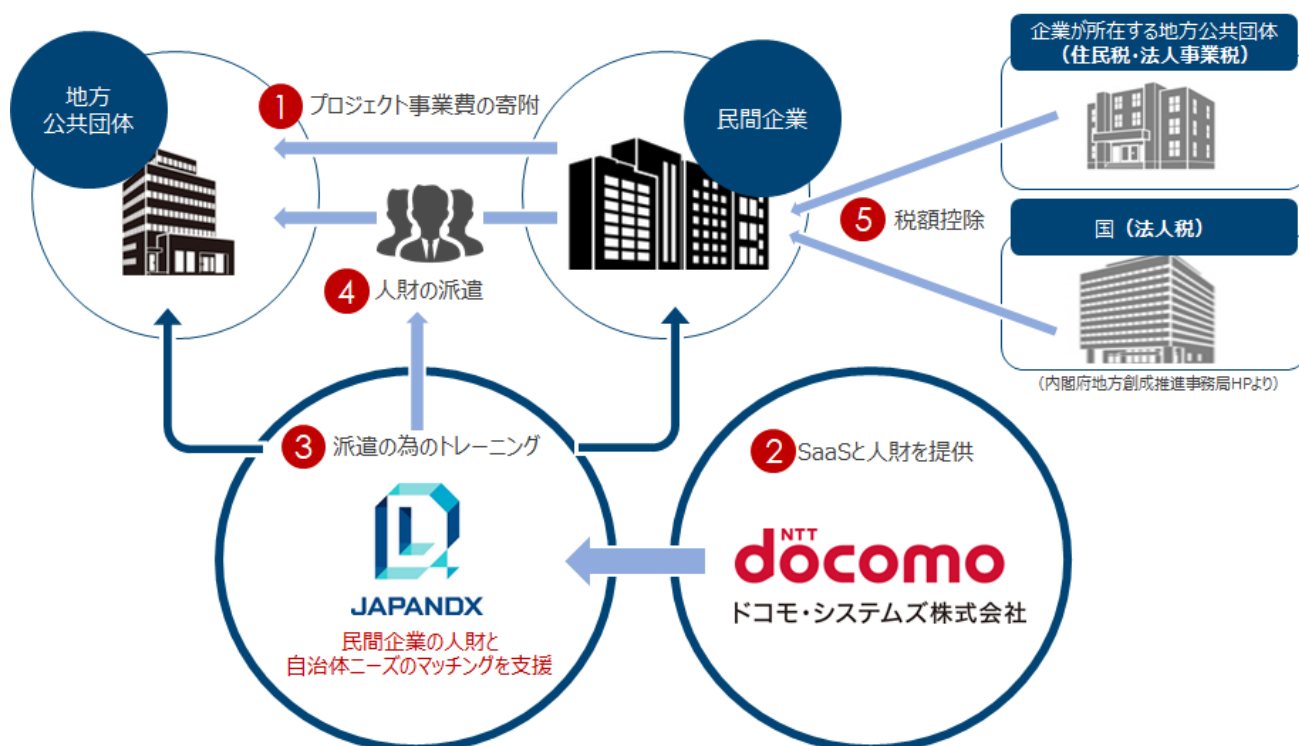 地方
公共団体
1 プロジェクト事業費の寄附
民間企業
企業が所在する地方公共団体
（住民税・法人事業税）
5 税額控除
国（法人税）
4 人財の派遣
（内閣府地方創成推進事務局HPより）
3 派遣の為のトレーニング
JAPANDX
民間企業の人財と
自治体ニーズのマッチングを支援
2 SaaSと人財を提供
NTT
docomo
ドコモ・システムズ株式会社